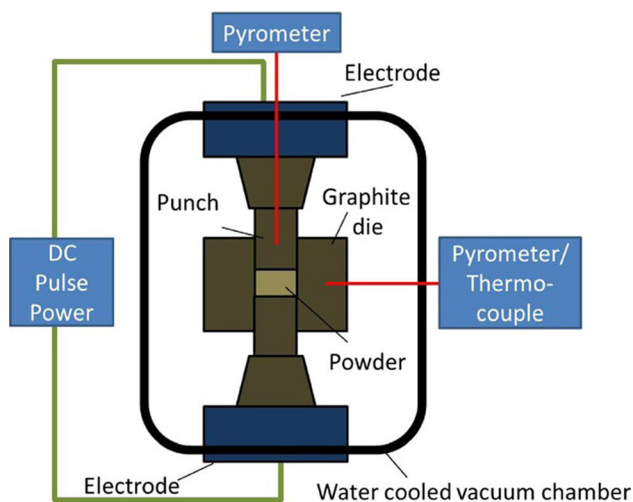 Pyrometer
Electrode
Punch
Graphite
die
DC
Pulse
Power
Pyrometer/
Thermo-
couple
Powder
Electrode
Water cooled vacuum chamber